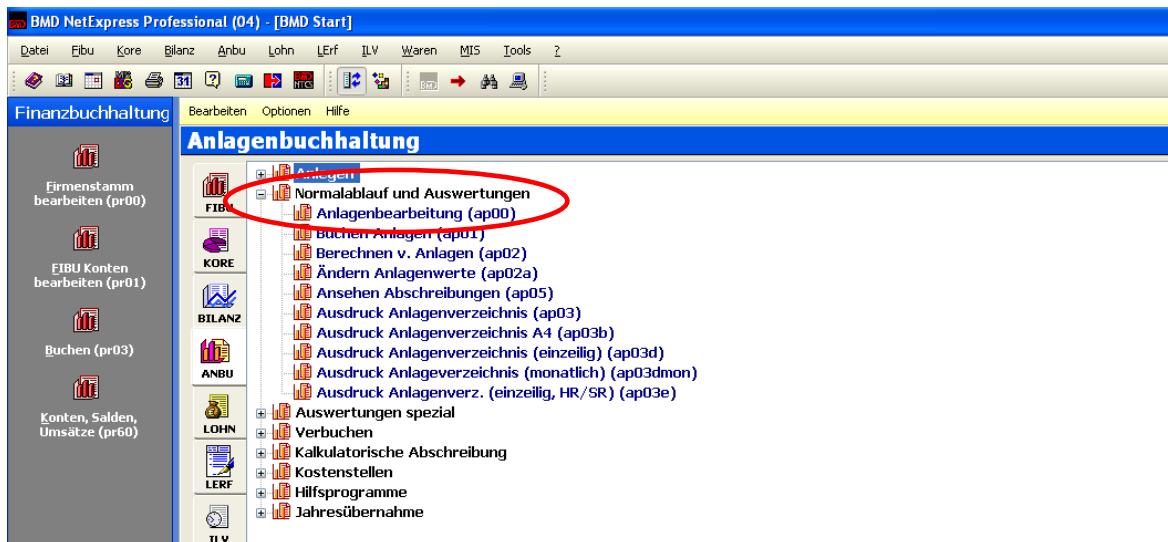 BMD NetExpress Professional (04) - [BMD Start]
Datei Fibu Kore Bilanz Anbu Lohn LErf ILV Waren MIS Tools ?
Finanzbuchhaltung
Bearbeiten Optionen Hilfe
Anlagenbuchhaltung
Firmenstamm
bearbeiten (pr00)
FIBU Konten
bearbeiten (pr01)
Buchen (pr03)
Konten, Salden,
Umsätze (pr60)
FIBU
KORE
BILANZ
ANBU
LOHN
LERF
ILV
Anlegen
Normalablauf und Auswertungen
Anlagenbearbeitung (ap00)
Buchen Anlagen (ap01)
Berechnen v. Anlagen (ap02)
Ändern Anlagenwerte (ap02a)
Ansehen Abschreibungen (ap05)
Ausdruck Anlagenverzeichnis (ap03)
Ausdruck Anlagenverzeichnis A4 (ap03b)
Ausdruck Anlagenverzeichnis (einzeilig) (ap03d)
Ausdruck Anlageverzeichnis (monatlich) (ap03dmon)
Ausdruck Anlagenverz. (einzeilig, HR/SR) (ap03e)
Auswertungen spezial
Verbuchen
Kalkulatorische Abschreibung
Kostenstellen
Hilfsprogramme
Jahresübernahme